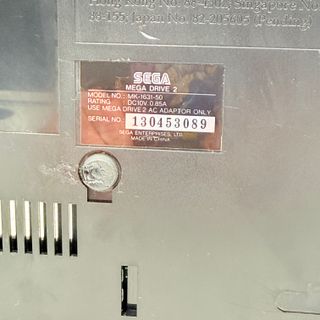 Hong Kong No. 88-4302, Singapore No.
88-155, Japan No. 82-205605 (Pending)
SEGA
MEGA DRIVE 2
MODEL NO.: MK-1631-50
RATING : DC10V 0.85A
USE MEGA DRIVE 2 AC ADAPTOR ONLY
SERIAL NO.: 130453089
SEGA ENTERPRISES, LTD.
MADE IN CHINA